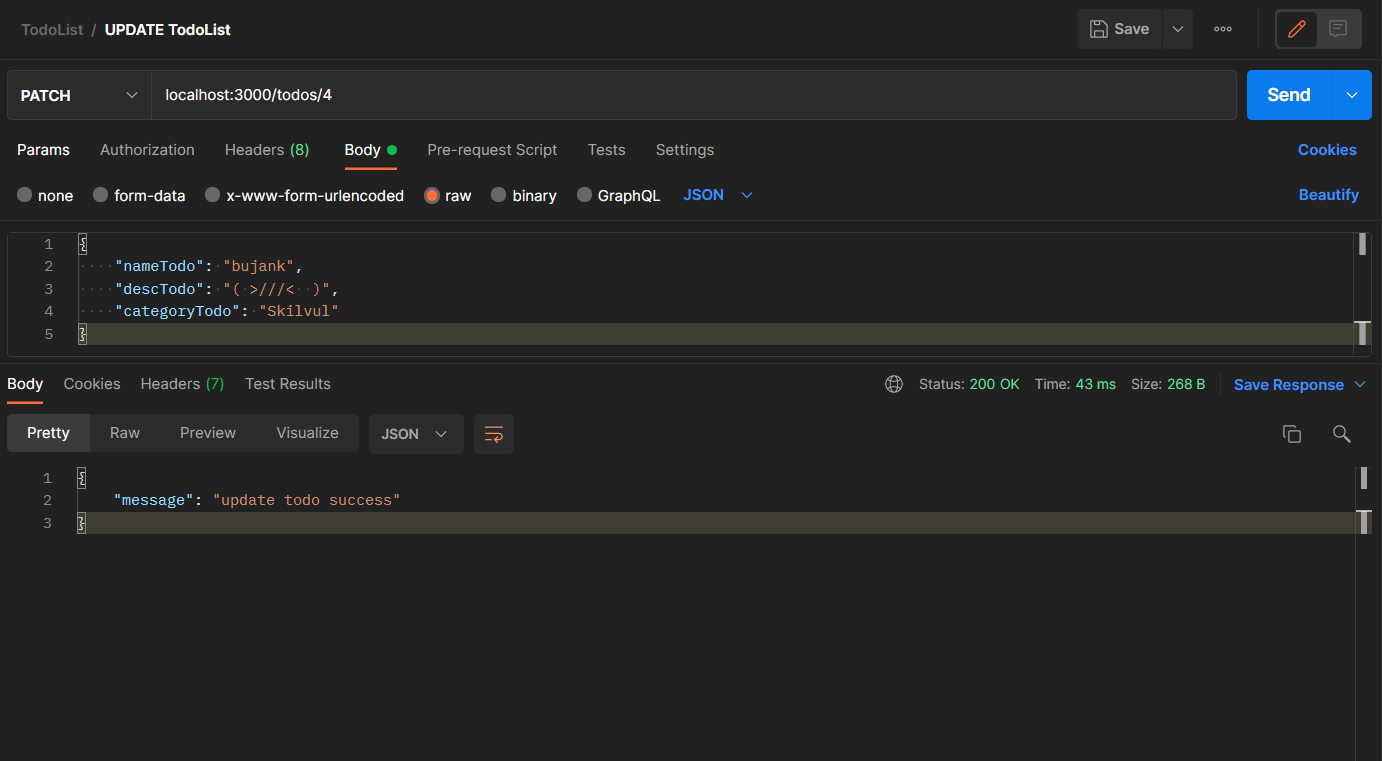 TodoList / UPDATE TodoList
Save
PATCH
localhost:3000/todos/4
Send
Params Authorization Headers (8) Body Pre-request Script Tests Settings Cookies
none form-data x-www-form-urlencoded raw binary GraphQL JSON Beautify
1 {
2 "nameTodo": "bujank",
3 "descTodo": "( >///<  )",
4 "categoryTodo": "Skilvul"
5 }
Body Cookies Headers (7) Test Results Status: 200 OK Time: 43 ms Size: 268 B Save Response
Pretty Raw Preview Visualize JSON
1 {
2 "message": "update todo success"
3 }